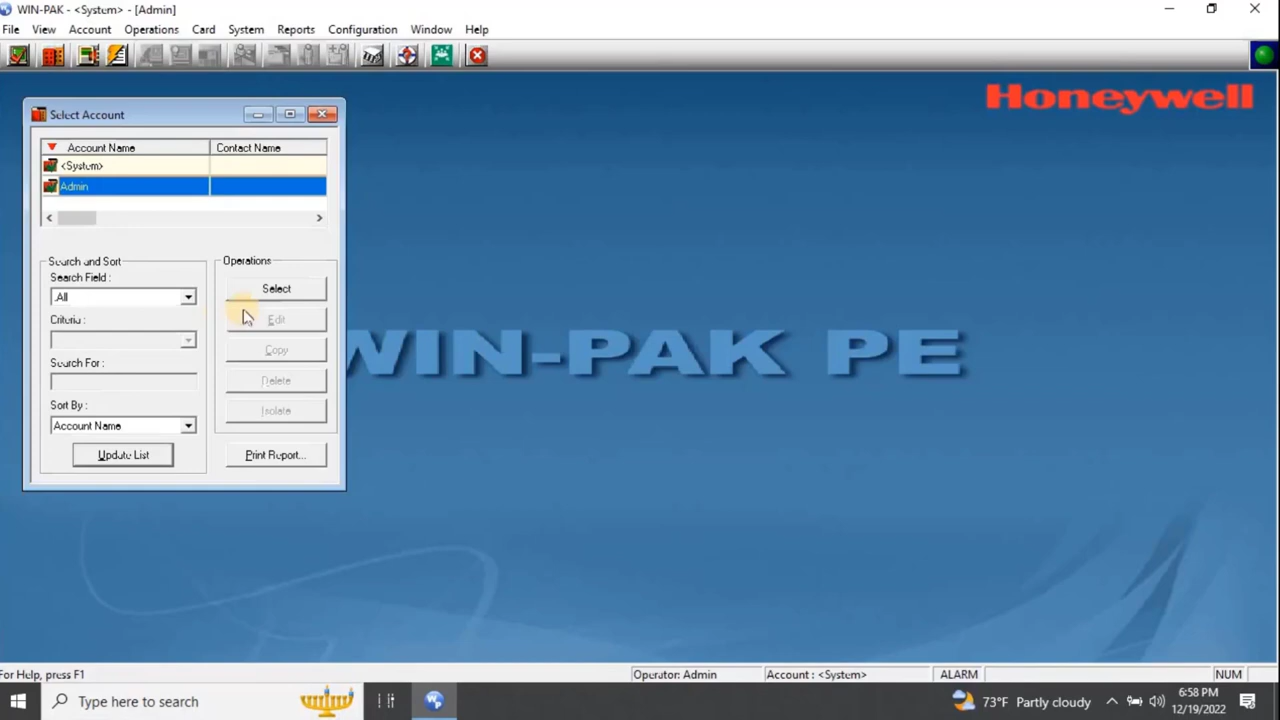 WIN-PAK - <System> - [Admin]
File View Account Operations Card System Reports Configuration Window Help
Honeywell
Select Account
Account Name Contact Name
<System>
Admin
Search and Sort
Search Field :
.All
Criteria :
Search For :
Sort By :
Account Name
Update List
Operations
Select
Edit
Copy
Delete
Isolate
Print Report...
WIN-PAK PE
For Help, press F1
Operator: Admin Account : <System> ALARM NUM
Type here to search
73°F Partly cloudy
6:58 PM
12/19/2022